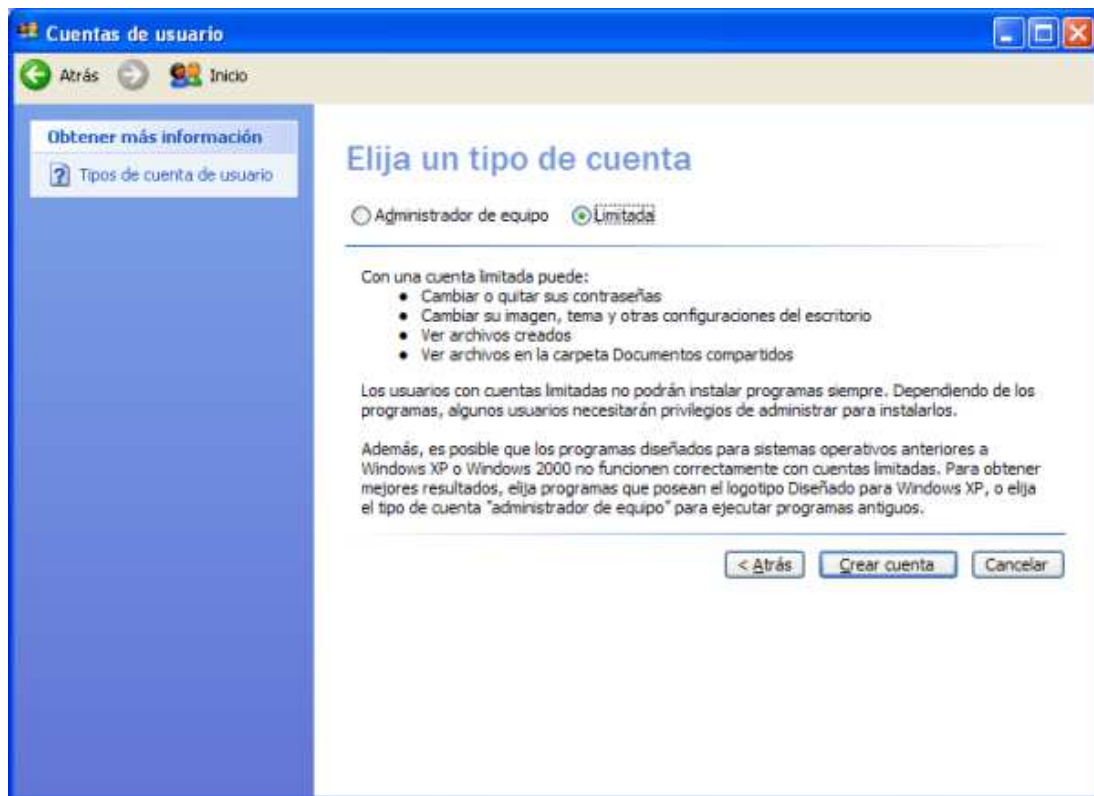 Cuentas de usuario
Atrás Inicio
Obtener más información
Tipos de cuenta de usuario
Elija un tipo de cuenta
Administrador de equipo Limitada
Con una cuenta limitada puede:
• Cambiar o quitar sus contraseñas
• Cambiar su imagen, tema y otras configuraciones del escritorio
• Ver archivos creados
• Ver archivos en la carpeta Documentos compartidos
Los usuarios con cuentas limitadas no podrán instalar programas siempre. Dependiendo de los
programas, algunos usuarios necesitarán privilegios de administrar para instalarlos.
Además, es posible que los programas diseñados para sistemas operativos anteriores a
Windows XP o Windows 2000 no funcionen correctamente con cuentas limitadas. Para obtener
mejores resultados, elija programas que posean el logotipo Diseñado para Windows XP, o elija
el tipo de cuenta "administrador de equipo" para ejecutar programas antiguos.
< Atrás Crear cuenta Cancelar